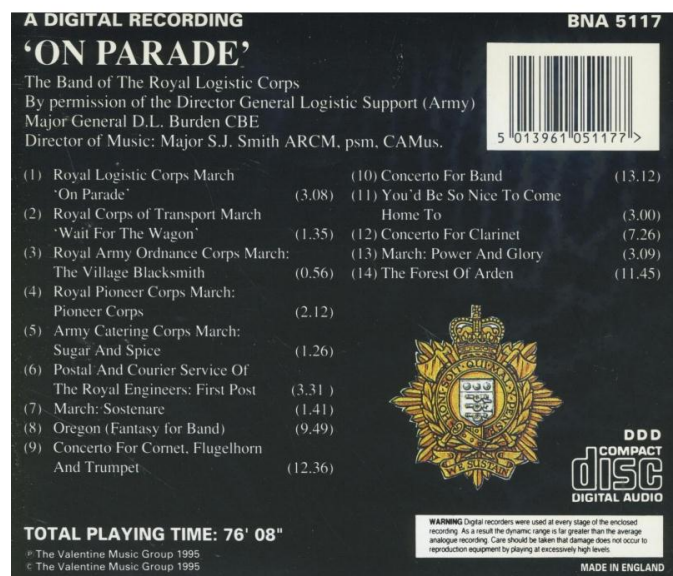 A DIGITAL RECORDING
BNA 5117
‘ON PARADE’
The Band of The Royal Logistic Corps
By permission of the Director General Logistic Support (Army)
Major General D.L. Burden CBE
Director of Music: Major S.J. Smith ARCM, psm, CAMus.
5 013961 051177 >
(1) Royal Logistic Corps March
‘On Parade’ (3.08)
(2) Royal Corps of Transport March
‘Wait For The Wagon’ (1.35)
(3) Royal Army Ordnance Corps March:
The Village Blacksmith (0.56)
(4) Royal Pioneer Corps March:
Pioneer Corps (2.12)
(5) Army Catering Corps March:
Sugar And Spice (1.26)
(6) Postal And Courier Service Of
The Royal Engineers: First Post (3.31 )
(7) March: Sostenare (1.41)
(8) Oregon (Fantasy for Band) (9.49)
(9) Concerto For Cornet, Flugelhorn
And Trumpet (12.36)
(10) Concerto For Band (13.12)
(11) You’d Be So Nice To Come
Home To (3.00)
(12) Concerto For Clarinet (7.26)
(13) March: Power And Glory (3.09)
(14) The Forest Of Arden (11.45)
HONI SOIT QUI MAL Y PENSE
WE SUSTAIN
DDD
COMPACT
disc
DIGITAL AUDIO
TOTAL PLAYING TIME: 76' 08"
℗ The Valentine Music Group 1995
© The Valentine Music Group 1995
WARNING Digital recorders were used at every stage of the enclosed
recording. As a result the dynamic range is far greater than the average
analogue recording. Care should be taken that damage does not occur to
reproduction equipment by playing at excessively high levels.
MADE IN ENGLAND